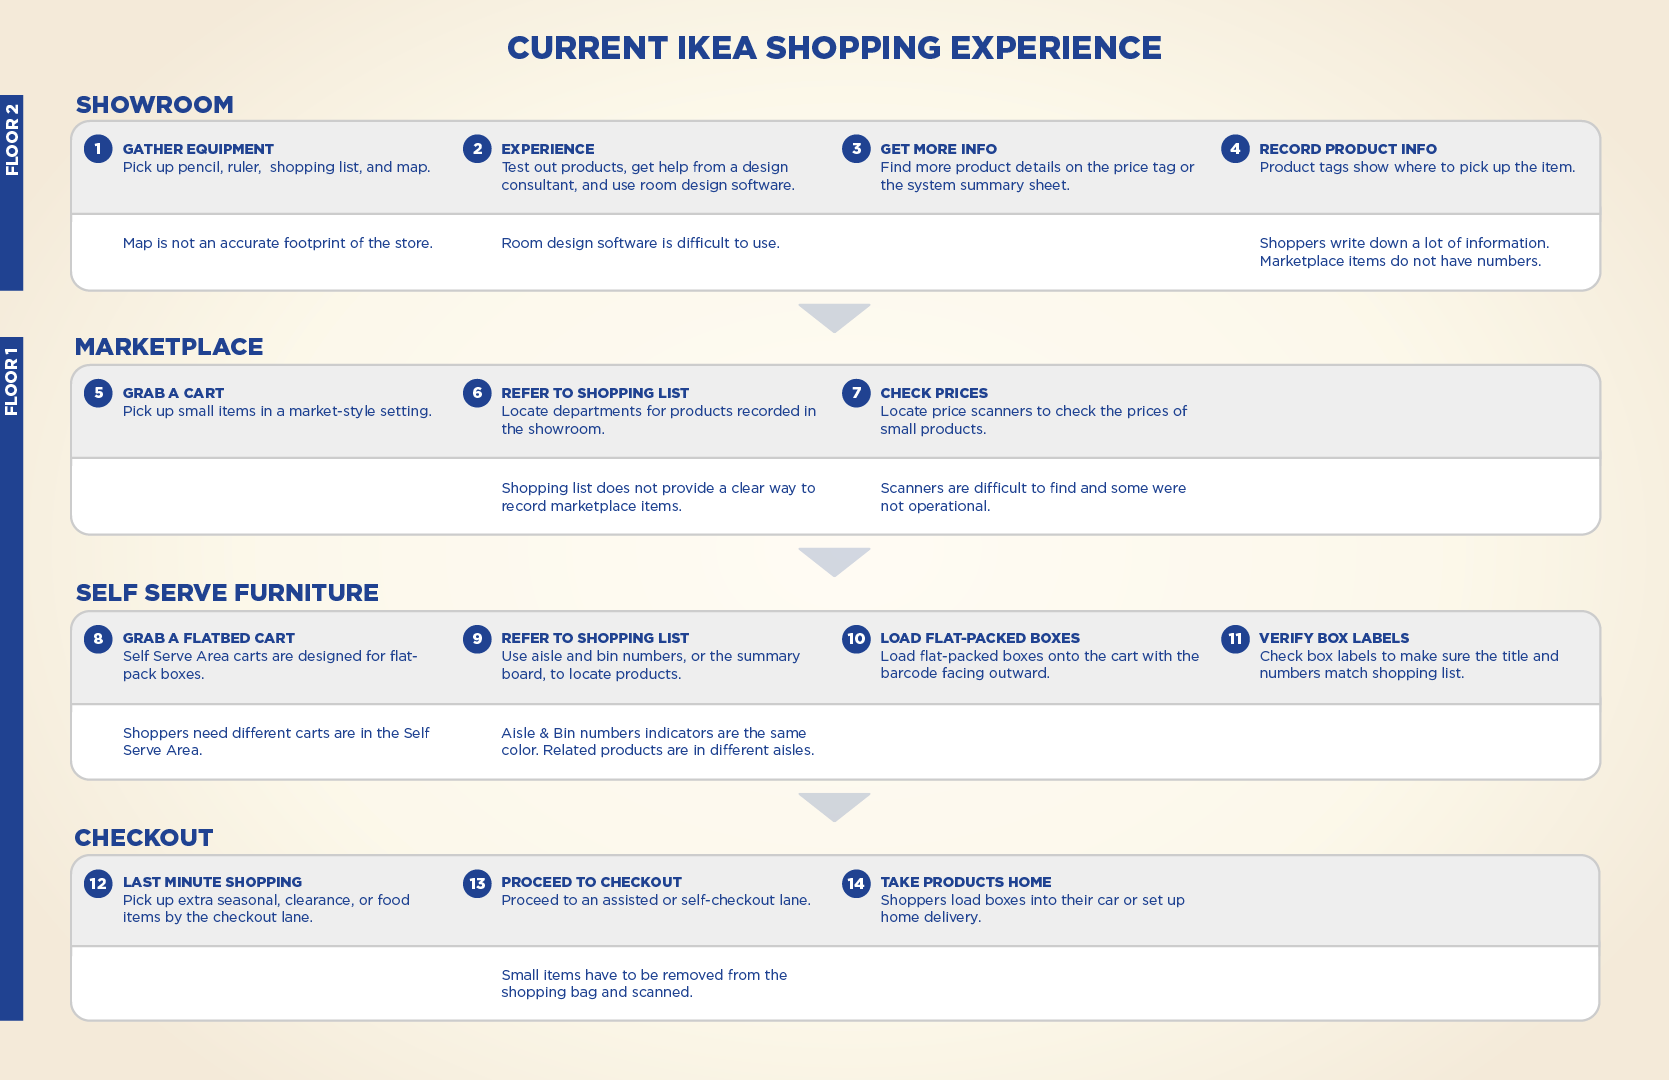 CURRENT IKEA SHOPPING EXPERIENCE
FLOOR 2
SHOWROOM
1 GATHER EQUIPMENT
Pick up pencil, ruler,  shopping list, and map.
2 EXPERIENCE
Test out products, get help from a design
consultant, and use room design software.
3 GET MORE INFO
Find more product details on the price tag or
the system summary sheet.
4 RECORD PRODUCT INFO
Product tags show where to pick up the item.
Map is not an accurate footprint of the store.
Room design software is difficult to use.
Shoppers write down a lot of information.
Marketplace items do not have numbers.
FLOOR 1
MARKETPLACE
5 GRAB A CART
Pick up small items in a market-style setting.
6 REFER TO SHOPPING LIST
Locate departments for products recorded in
the showroom.
7 CHECK PRICES
Locate price scanners to check the prices of
small products.
Shopping list does not provide a clear way to
record marketplace items.
Scanners are difficult to find and some were
not operational.
SELF SERVE FURNITURE
8 GRAB A FLATBED CART
Self Serve Area carts are designed for flat-
pack boxes.
9 REFER TO SHOPPING LIST
Use aisle and bin numbers, or the summary
board, to locate products.
10 LOAD FLAT-PACKED BOXES
Load flat-packed boxes onto the cart with the
barcode facing outward.
11 VERIFY BOX LABELS
Check box labels to make sure the title and
numbers match shopping list.
Shoppers need different carts are in the Self
Serve Area.
Aisle & Bin numbers indicators are the same
color. Related products are in different aisles.
CHECKOUT
12 LAST MINUTE SHOPPING
Pick up extra seasonal, clearance, or food
items by the checkout lane.
13 PROCEED TO CHECKOUT
Proceed to an assisted or self-checkout lane.
14 TAKE PRODUCTS HOME
Shoppers load boxes into their car or set up
home delivery.
Small items have to be removed from the
shopping bag and scanned.